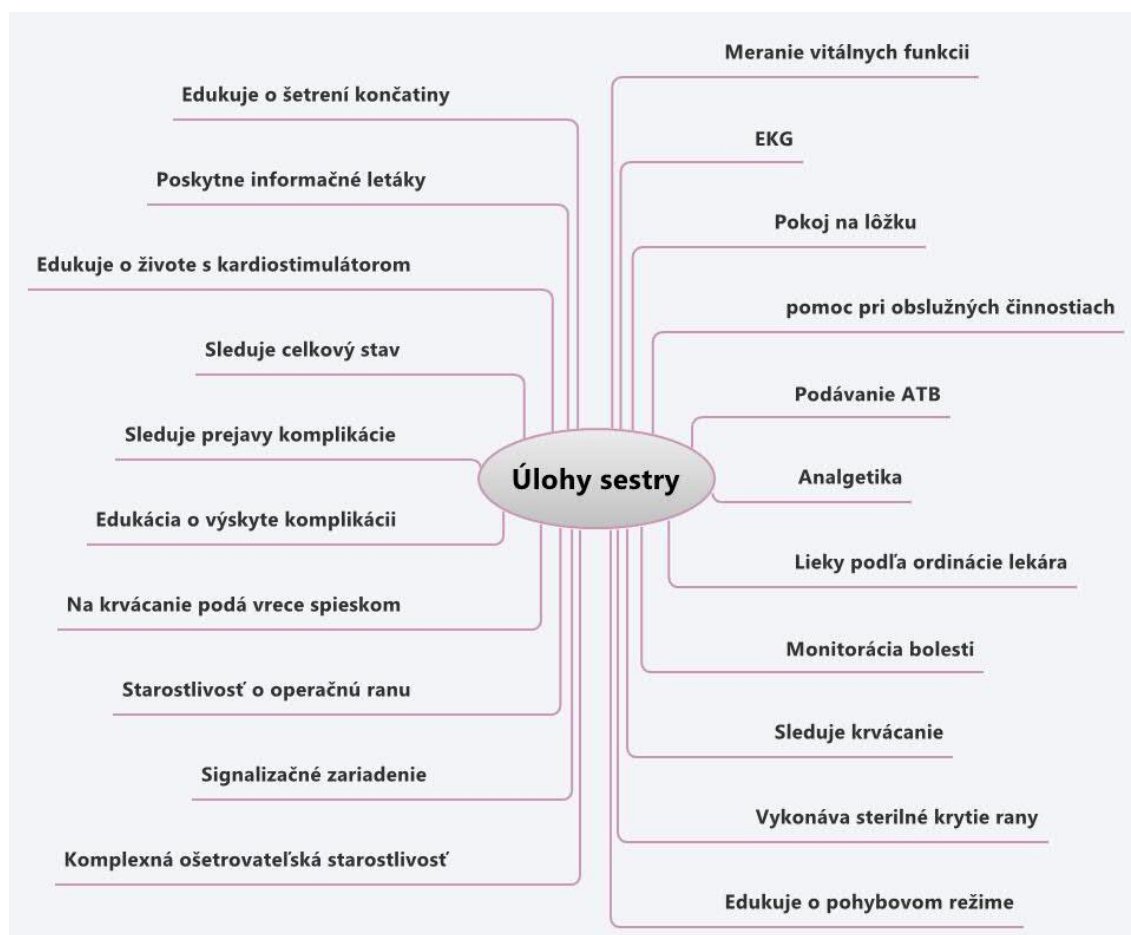 Úlohy sestry
Meranie vitálnych funkcii
EKG
Pokoj na lôžku
pomoc pri obslužných činnostiach
Podávanie ATB
Analgetika
Lieky podľa ordinácie lekára
Monitorácia bolesti
Sleduje krvácanie
Vykonáva sterilné krytie rany
Edukuje o pohybovom režime
Edukuje o šetrení končatiny
Poskytne informačné letáky
Edukuje o živote s kardiostimulátorom
Sleduje celkový stav
Sleduje prejavy komplikácie
Edukácia o výskyte komplikácii
Na krvácanie podá vrece spieskom
Starostlivosť o operačnú ranu
Signalizačné zariadenie
Komplexná ošetrovateľská starostlivosť